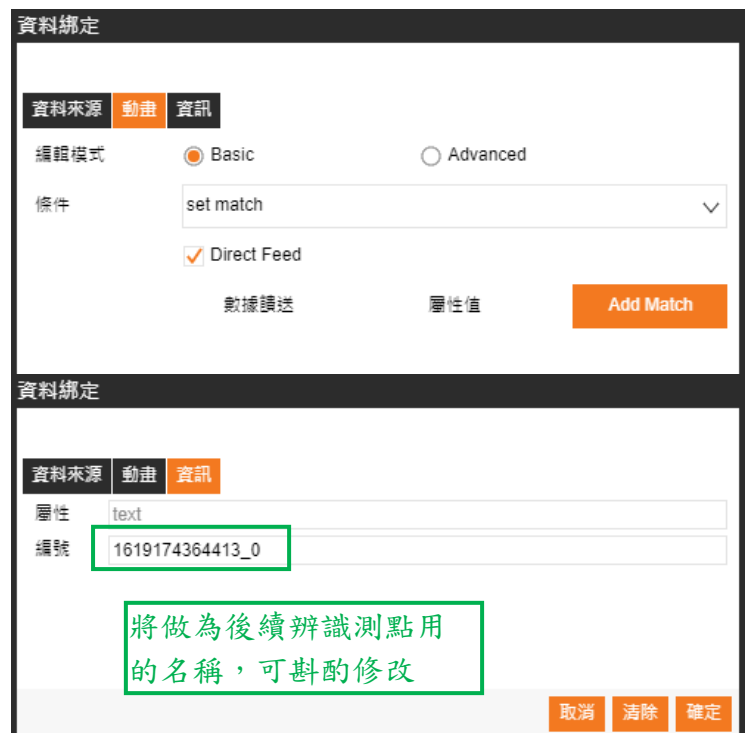 資料綁定
資料來源 動畫 資訊
編輯模式 Basic Advanced
條件 set match
Direct Feed
數據饋送 屬性值 Add Match
資料綁定
資料來源 動畫 資訊
屬性 text
編號 1619174364413_0
將做為後續辨識測點用
的名稱，可斟酌修改
取消 清除 確定